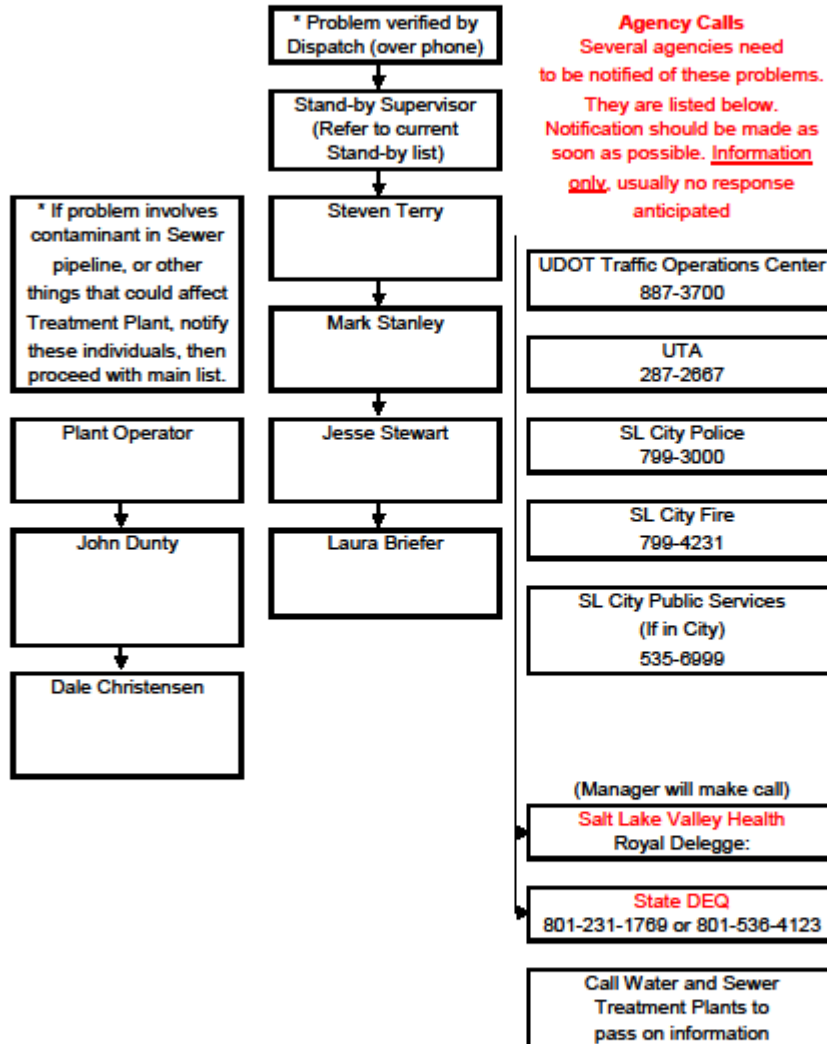 * Problem verified by
Dispatch (over phone)
Stand-by Supervisor
(Refer to current
Stand-by list)
Steven Terry
Mark Stanley
Jesse Stewart
Laura Briefer
* If problem involves
contaminant in Sewer
pipeline, or other
things that could affect
Treatment Plant, notify
these individuals, then
proceed with main list.
Plant Operator
John Dunty
Dale Christensen
Agency Calls
Several agencies need
to be notified of these problems.
They are listed below.
Notification should be made as
soon as possible. Information
only, usually no response
anticipated
UDOT Traffic Operations Center
887-3700
UTA
287-2667
SL City Police
799-3000
SL City Fire
799-4231
SL City Public Services
(If in City)
535-6999
(Manager will make call)
Salt Lake Valley Health
Royal Delegge:
State DEQ
801-231-1769 or 801-536-4123
Call Water and Sewer
Treatment Plants to
pass on information